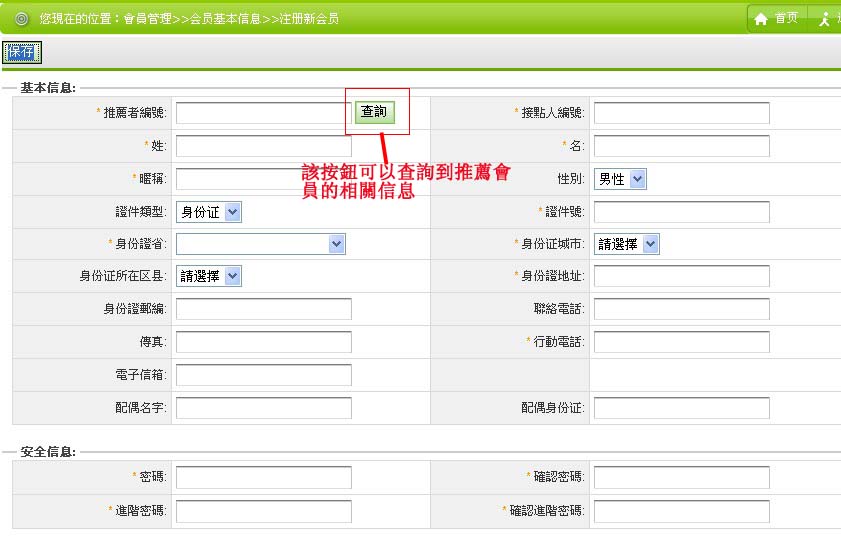 您現在的位置：會員管理>>会员基本信息>>注册新会员
首页
保存
基本信息:
* 推薦者編號:
查詢
* 接點人編號:
* 姓:
* 名:
* 暱稱:
該按鈕可以查詢到推薦會
員的相關信息
性別:
男性
證件類型:
身份证
* 證件號:
* 身份證省:
* 身份证城市:
請選擇
身份证所在区县:
請選擇
* 身份證地址:
身份證郵編:
聯絡電話:
傳真:
* 行動電話:
電子信箱:
配偶名字:
配偶身份证:
安全信息:
* 密碼:
* 確認密碼:
* 進階密碼:
* 確認進階密碼: